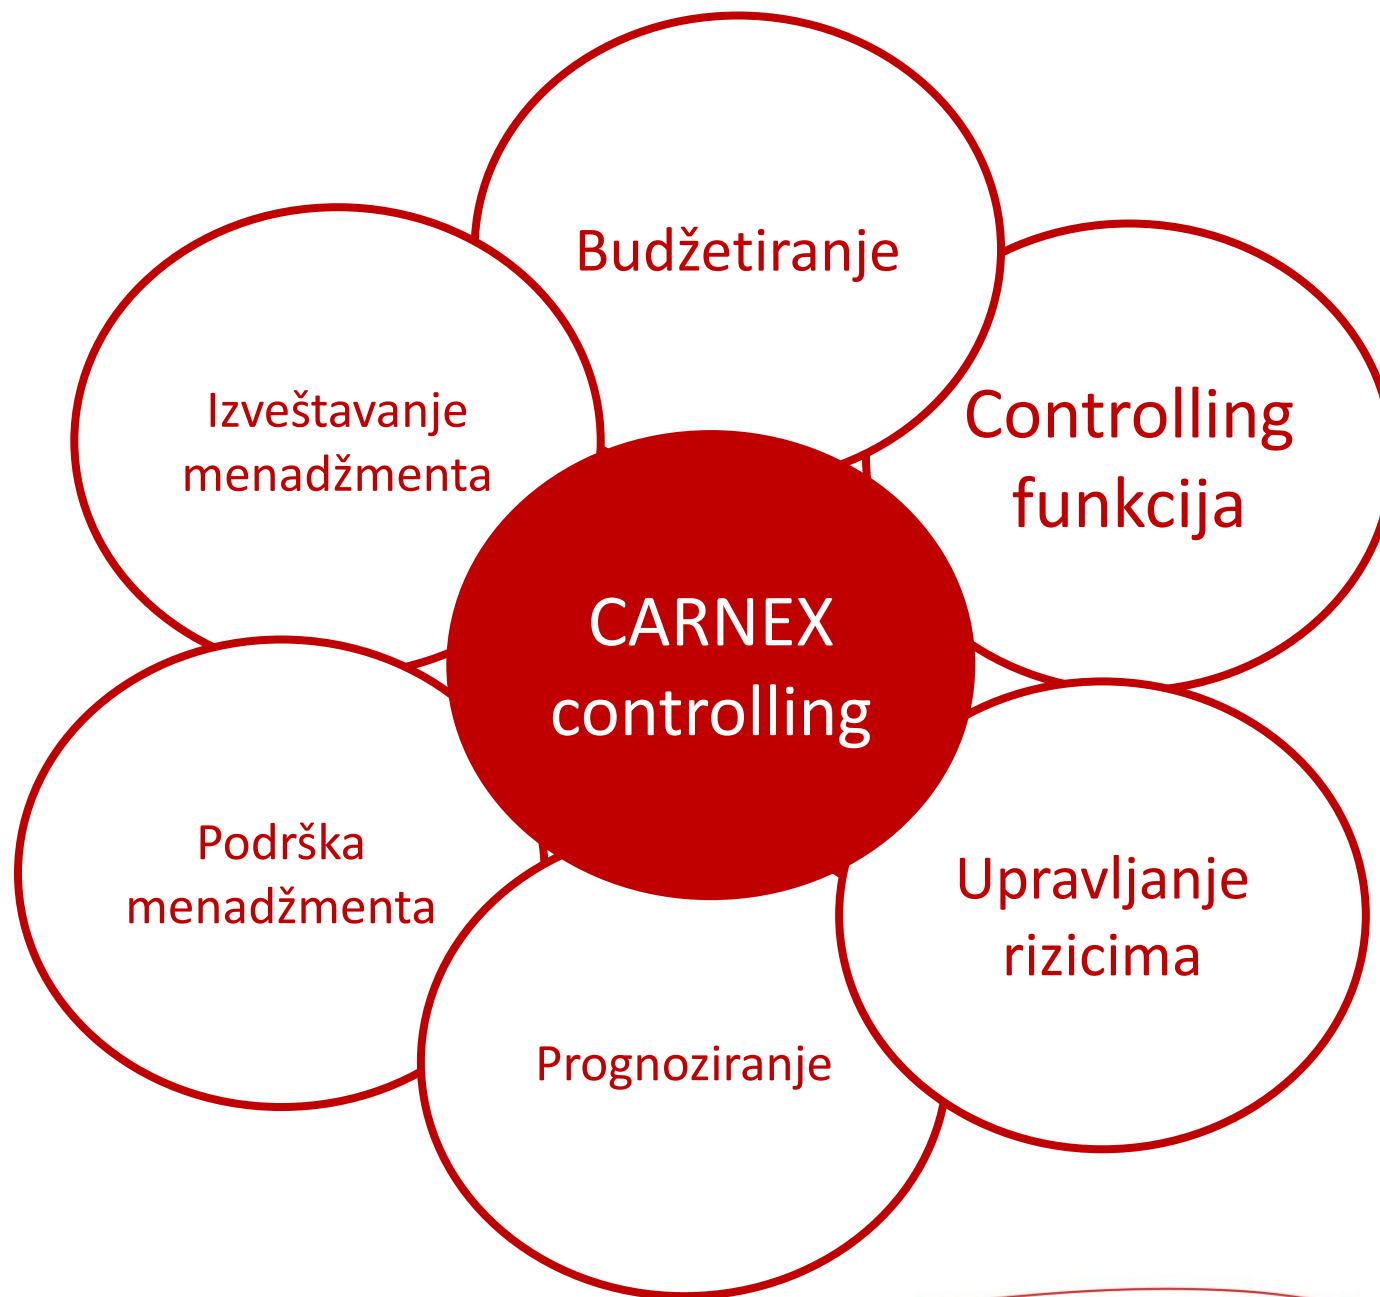 Budžetiranje
Controlling
funkcija
Izveštavanje
menadžmenta
CARNEX
controlling
Podrška
menadžmenta
Upravljanje
rizicima
Prognoziranje